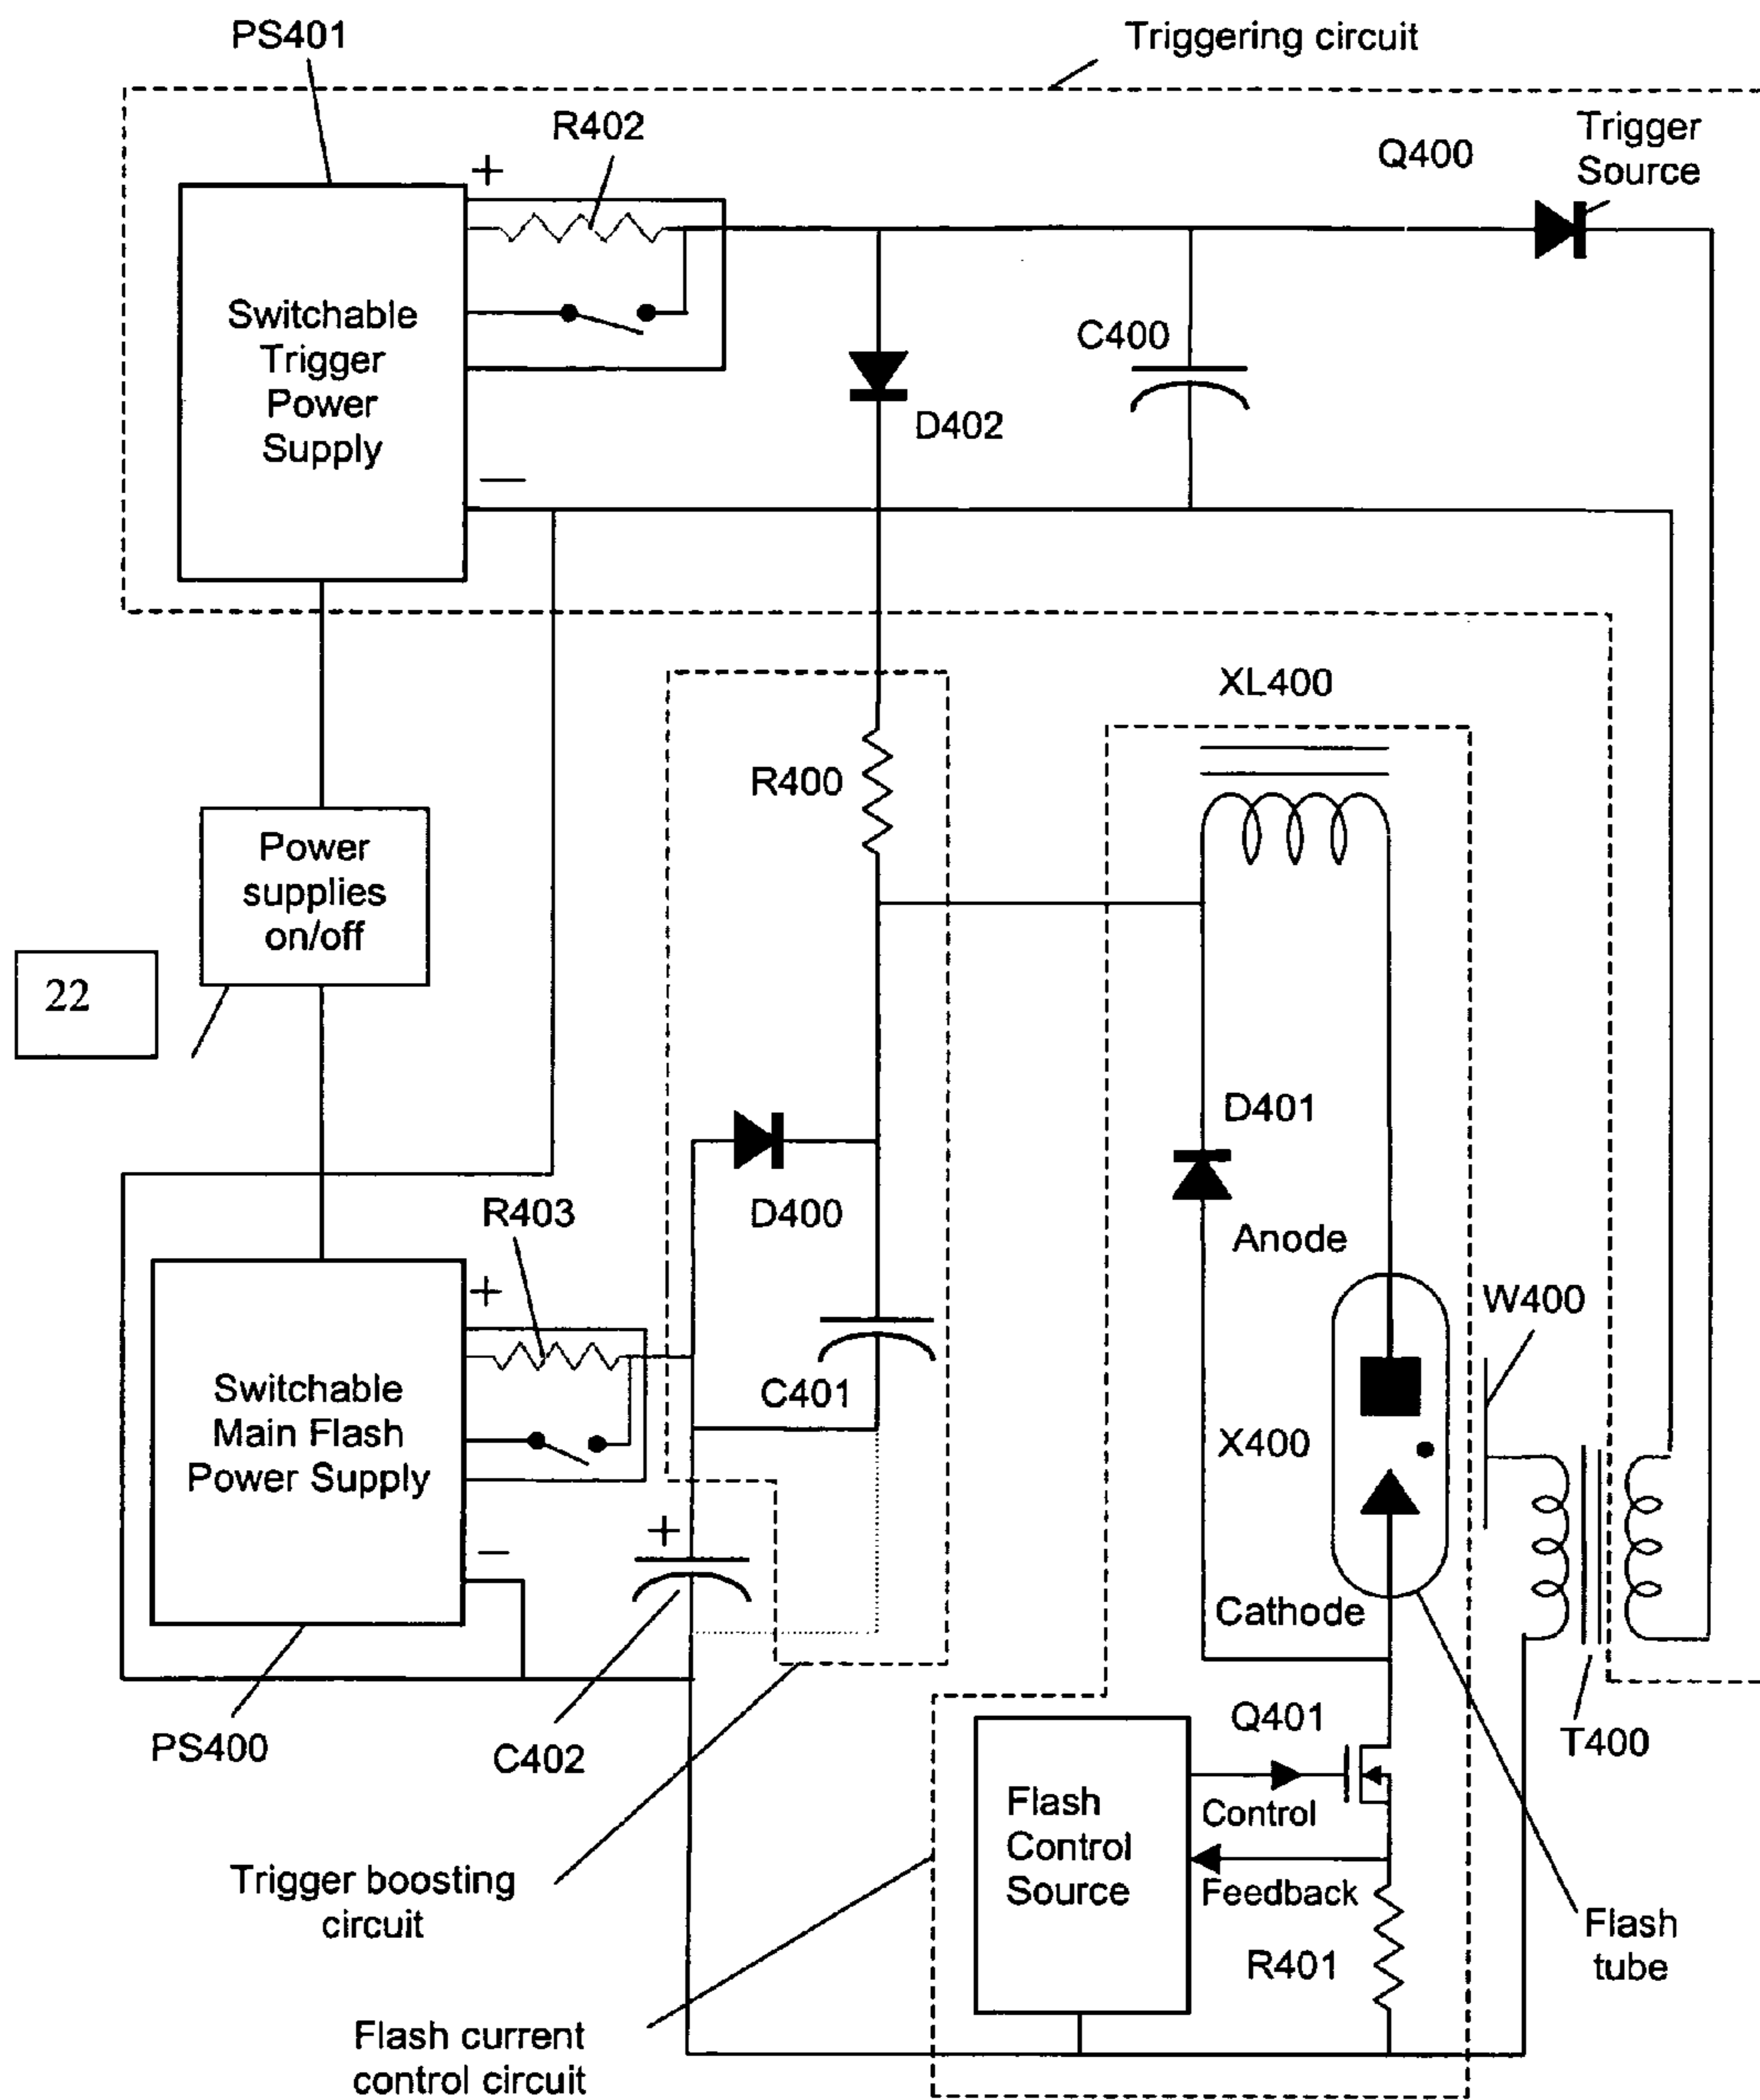 PS401
Triggering circuit
R402
Q400
Trigger
Source
+
Switchable
Trigger
Power
Supply
C400
D402
—
XL400
R400
Power
supplies
on/off
22
D401
D400
R403
Anode
W400
+
Switchable
Main Flash
Power Supply
C401
X400
+
—
Cathode
PS400
C402
Q401
T400
Flash
Control
Source
Control
Feedback
Trigger boosting
circuit
R401
Flash
tube
Flash current
control circuit